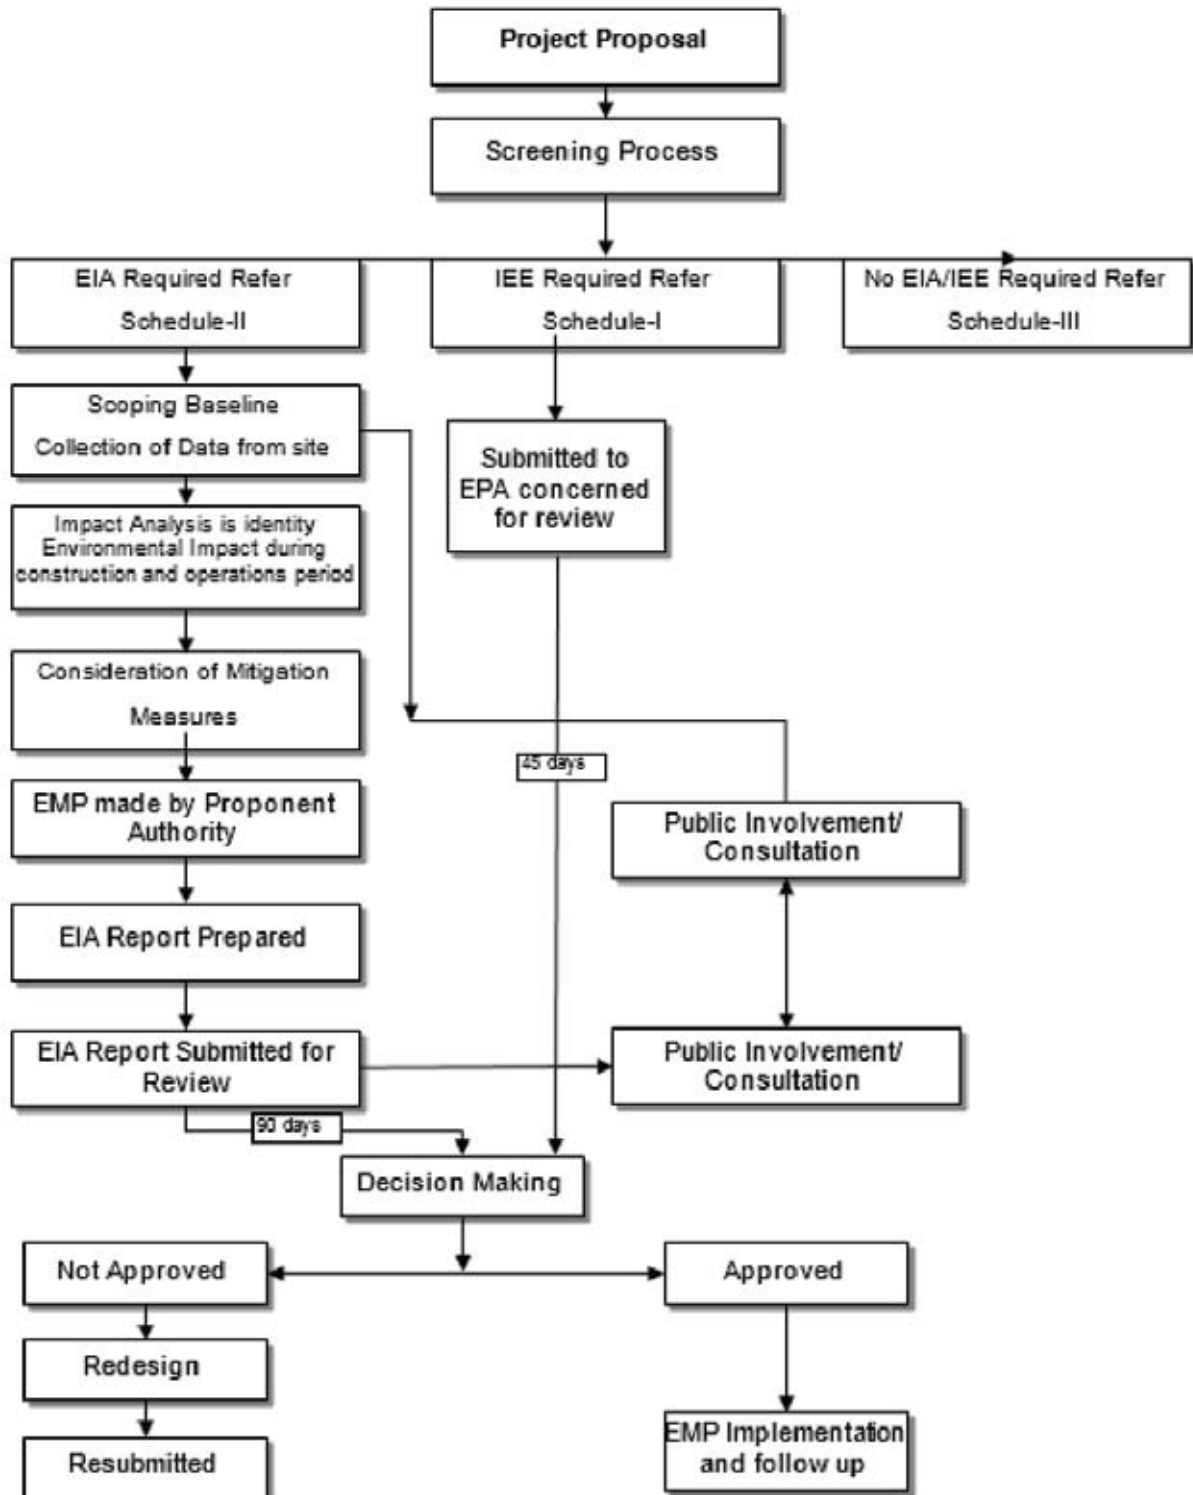 Project Proposal
Screening Process
EIA Required Refer
Schedule-II
IEE Required Refer
Schedule-I
No EIA/IEE Required Refer
Schedule-III
Scoping Baseline
Collection of Data from site
Submitted to
EPA concerned
for review
Impact Analysis is identity
Environmental Impact during
construction and operations period
Consideration of Mitigation
Measures
45 days
EMP made by Proponent
Authority
Public Involvement/
Consultation
EIA Report Prepared
EIA Report Submitted for
Review
Public Involvement/
Consultation
90 days
Decision Making
Not Approved
Approved
Redesign
EMP Implementation
and follow up
Resubmitted